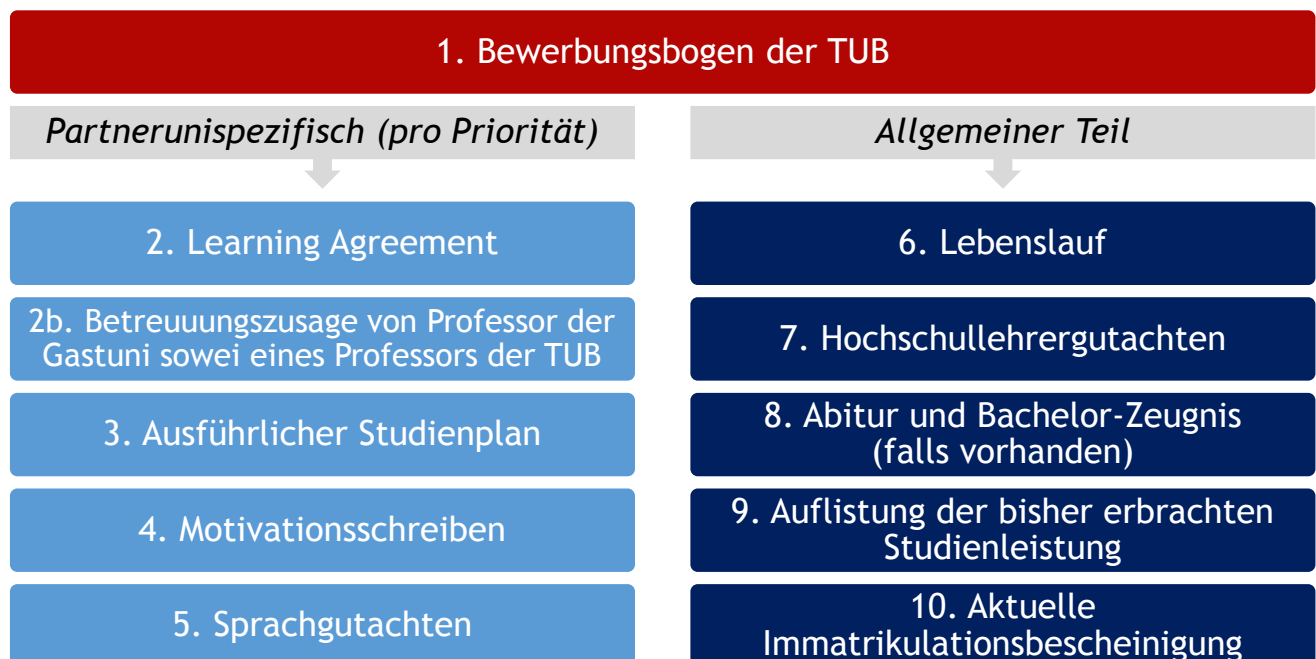 1. Bewerbungsbogen der TUB
Partnerunispezifisch (pro Priorität)
2. Learning Agreement
2b. Betreuuungszusage von Professor der
Gastuni sowei eines Professors der TUB
3. Ausführlicher Studienplan
4. Motivationsschreiben
5. Sprachgutachten
Allgemeiner Teil
6. Lebenslauf
7. Hochschullehrergutachten
8. Abitur und Bachelor-Zeugnis
(falls vorhanden)
9. Auflistung der bisher erbrachten
Studienleistung
10. Aktuelle
Immatrikulationsbescheinigung